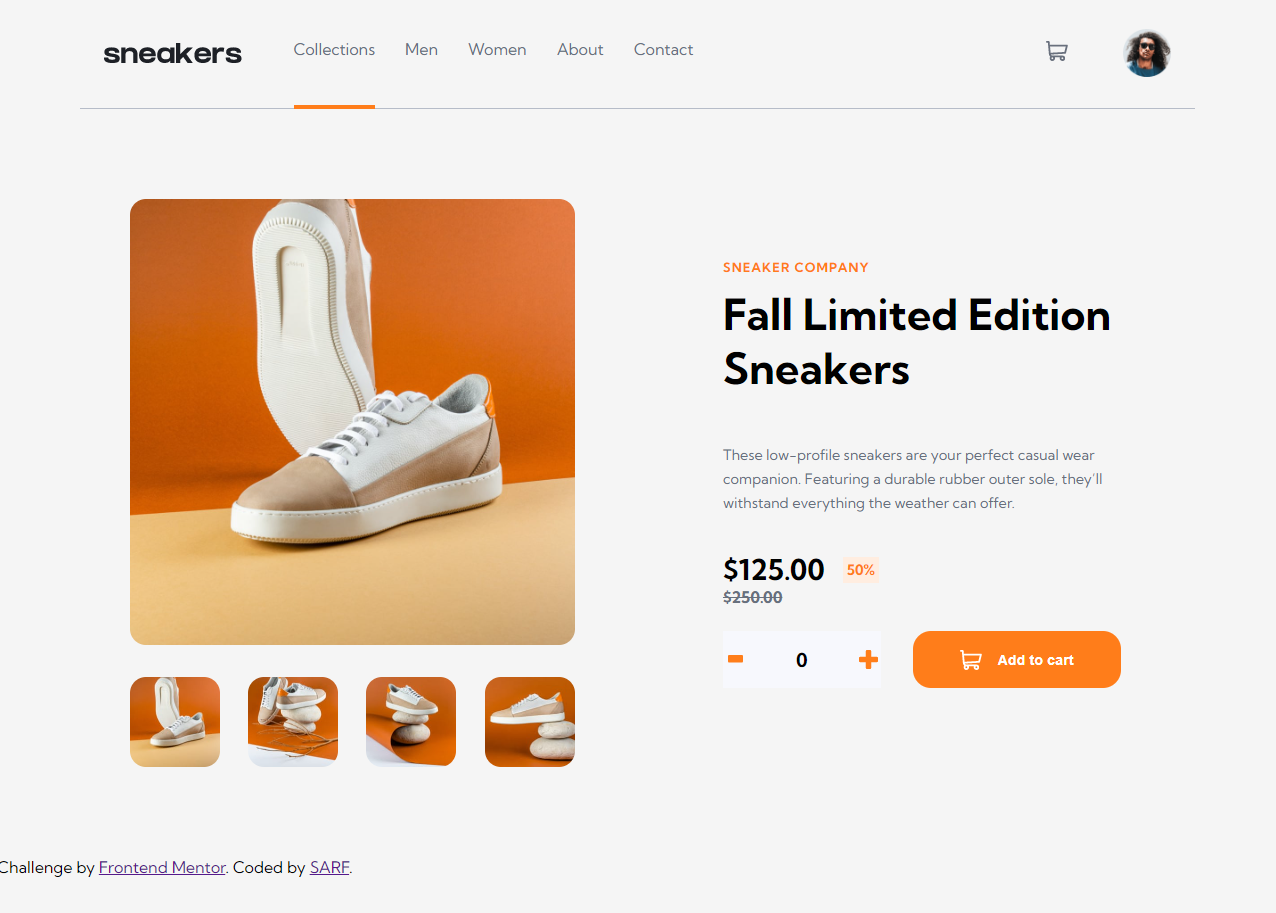 sneakers
Collections
Men
Women
About
Contact
SNEAKER COMPANY
Fall Limited Edition
Sneakers
These low-profile sneakers are your perfect casual wear
companion. Featuring a durable rubber outer sole, they’ll
withstand everything the weather can offer.
$125.00
50%
$250.00
0
Add to cart
Challenge by Frontend Mentor. Coded by SARF.